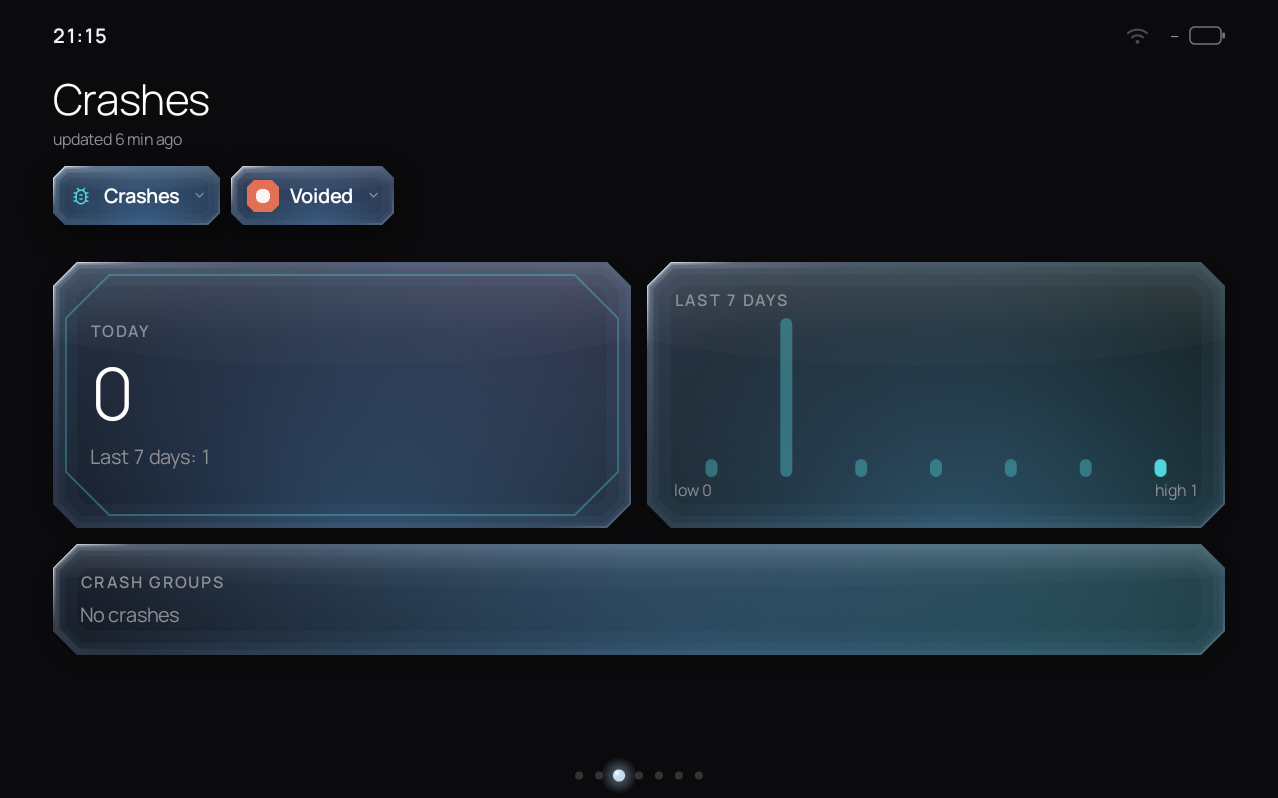 21:15
–
Crashes
updated 6 min ago
Crashes
Voided
TODAY
0
Last 7 days: 1
LAST 7 DAYS
low 0
high 1
CRASH GROUPS
No crashes